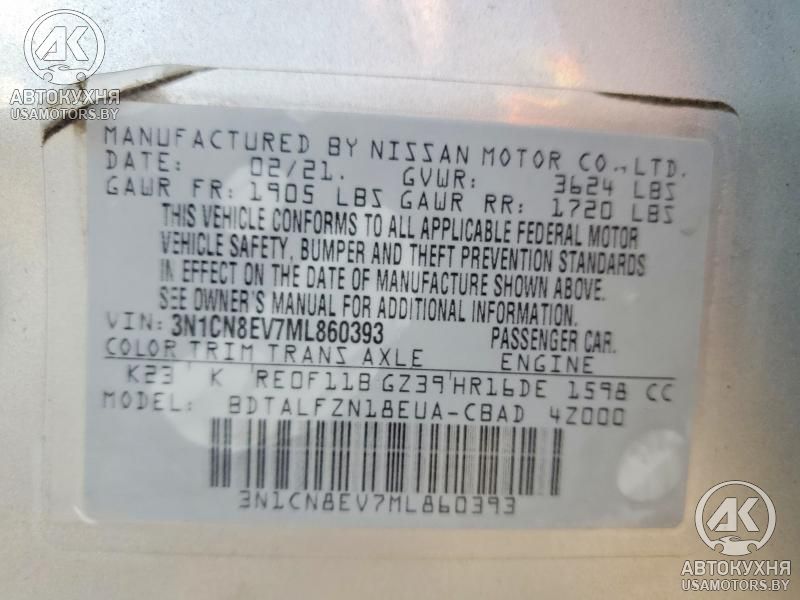 АК
АВТОКУХНЯ
USAMOTORS.BY
MANUFACTURED BY NISSAN MOTOR CO., LTD.
DATE: 02/21. GVWR: 3624 LBS
GAWR FR: 1905 LBS GAWR RR: 1720 LBS
THIS VEHICLE CONFORMS TO ALL APPLICABLE FEDERAL MOTOR
VEHICLE SAFETY, BUMPER AND THEFT PREVENTION STANDARDS
IN EFFECT ON THE DATE OF MANUFACTURE SHOWN ABOVE.
SEE OWNER'S MANUAL FOR ADDITIONAL INFORMATION.
VIN: 3N1CN8EV7ML860393 PASSENGER CAR.
COLOR TRIM TRANS AXLE ENGINE
K23 K RE0F11B GZ39 HR16DE 1598 CC
MODEL: BDTALFZN18EUA-CBAD 4Z000
3N1CN8EV7ML860393
АК
АВТОКУХНЯ
USAMOTORS.BY